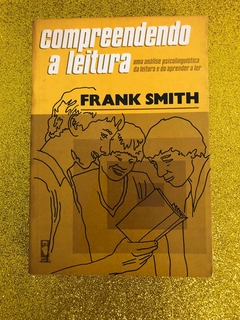 compreendendo
a leitura
uma análise psicolinguística
da leitura e do aprender a ler
FRANK SMITH